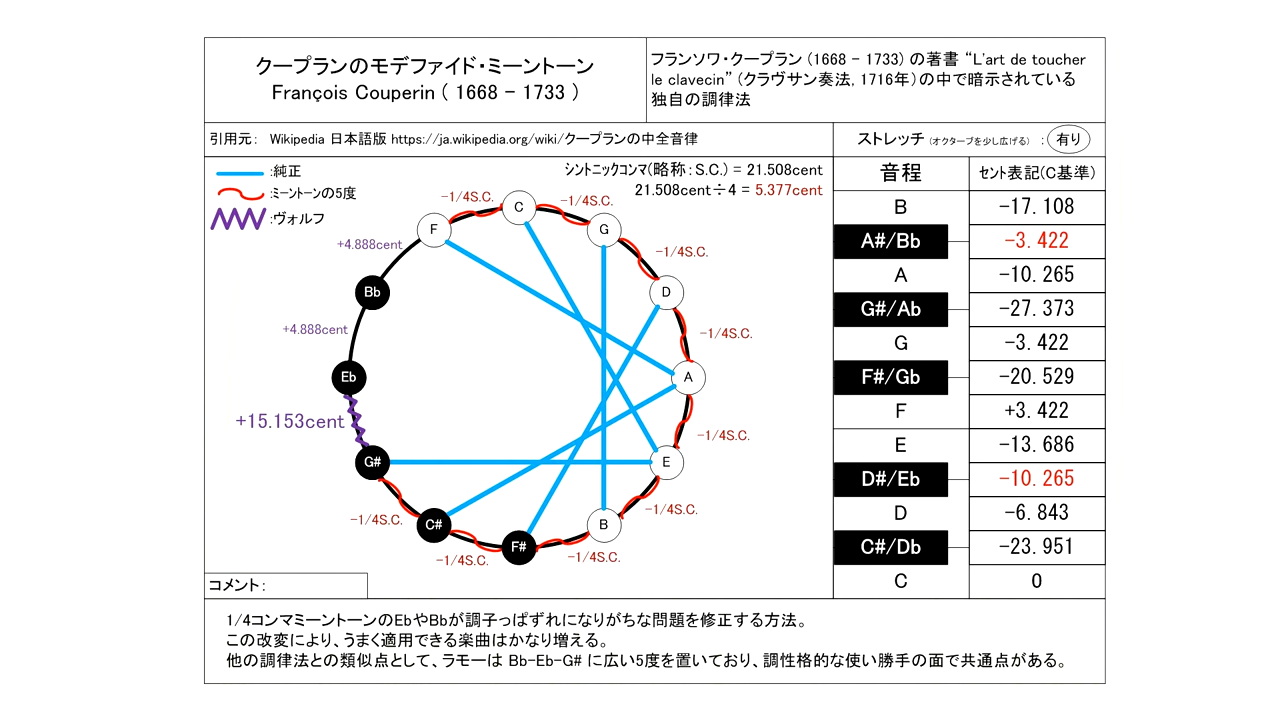 クープランのモデファイド・ミーントーン
François Couperin ( 1668 − 1733 )
フランソワ・クープラン (1668 − 1733) の著書 “L'art de toucher
le clavecin” (クラヴサン奏法, 1716年) の中で暗示されている
独自の調律法
引用元： Wikipedia 日本語版 https://ja.wikipedia.org/wiki/クープランの中全音律
ストレッチ (オクターブを少し広げる) : 有り
:純正
:ミーントーンの5度
:ヴォルフ
シントニックコンマ(略称：S.C.) = 21.508cent
21.508cent÷4 = 5.377cent
音程 セント表記(C基準)
B −17.108
A#/Bb −3.422
A −10.265
G#/Ab −27.373
G −3.422
F#/Gb −20.529
F +3.422
E −13.686
D#/Eb −10.265
D −6.843
C#/Db −23.951
C 0
−1/4S.C.
−1/4S.C.
C
F
G
+4.888cent
−1/4S.C.
Bb
D
+4.888cent
−1/4S.C.
Eb
A
+15.153cent
−1/4S.C.
G#
E
−1/4S.C.
−1/4S.C.
C#
B
F#
−1/4S.C.
−1/4S.C.
コメント：
1/4コンマミーントーンのEbやBbが調子っぱずれになりがちな問題を修正する方法。
この改変により、うまく適用できる楽曲はかなり増える。
他の調律法との類似点として、ラモーは Bb−Eb−G# に広い5度を置いており、調性格的な使い勝手の面で共通点がある。